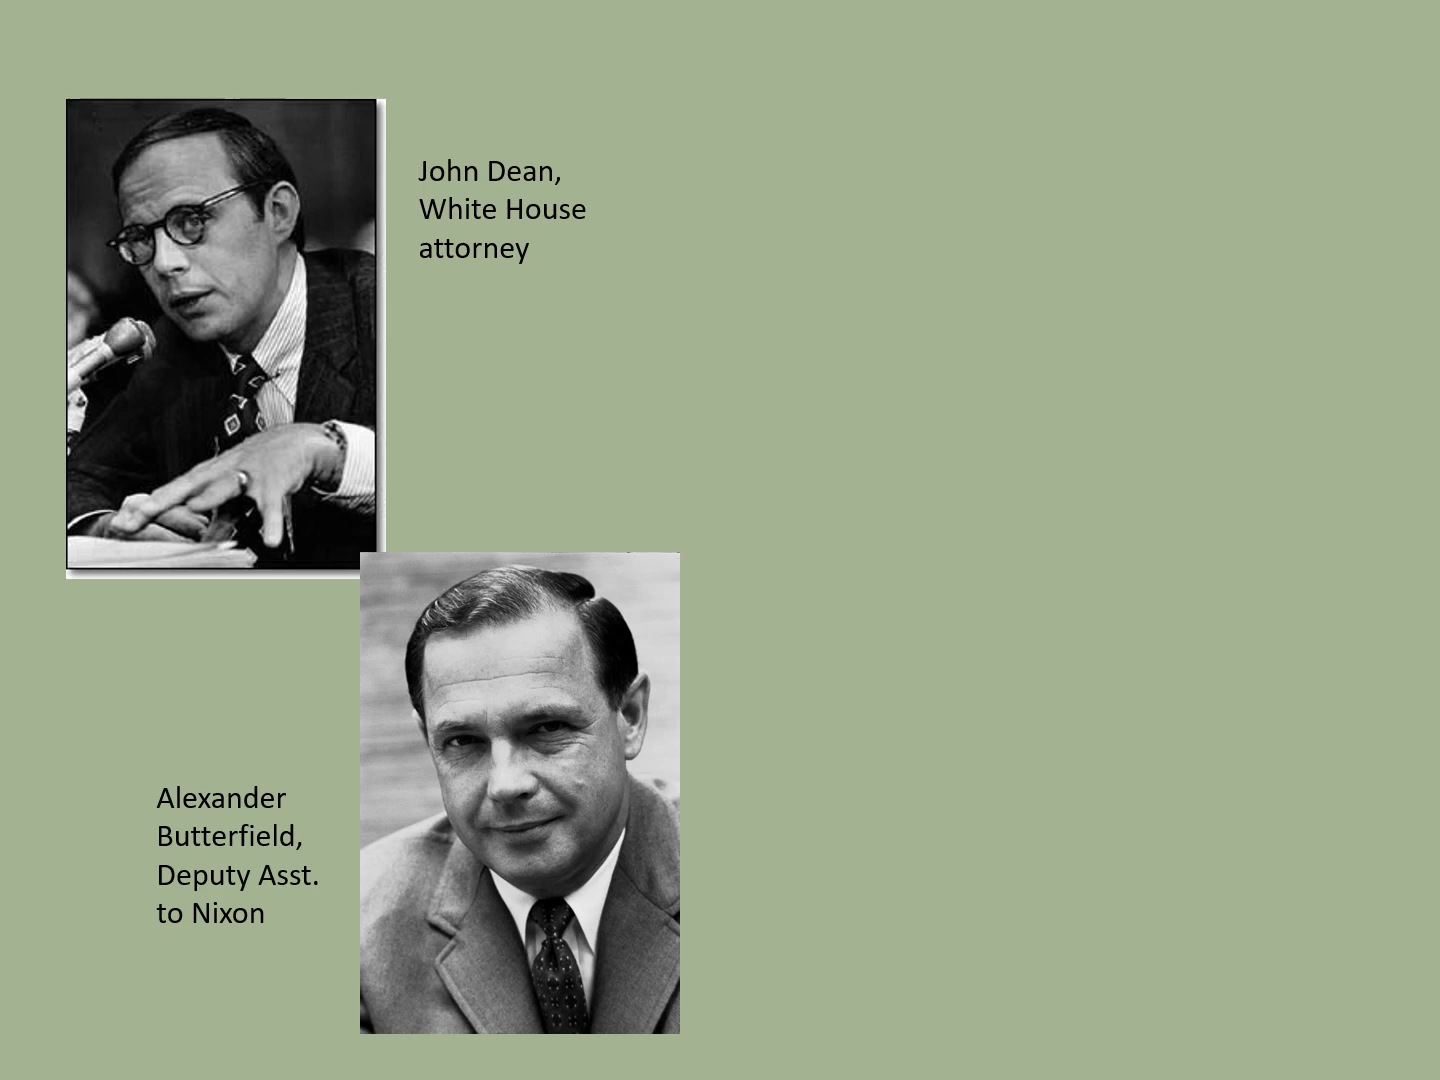 John Dean,
White House
attorney
Alexander
Butterfield,
Deputy Asst.
to Nixon